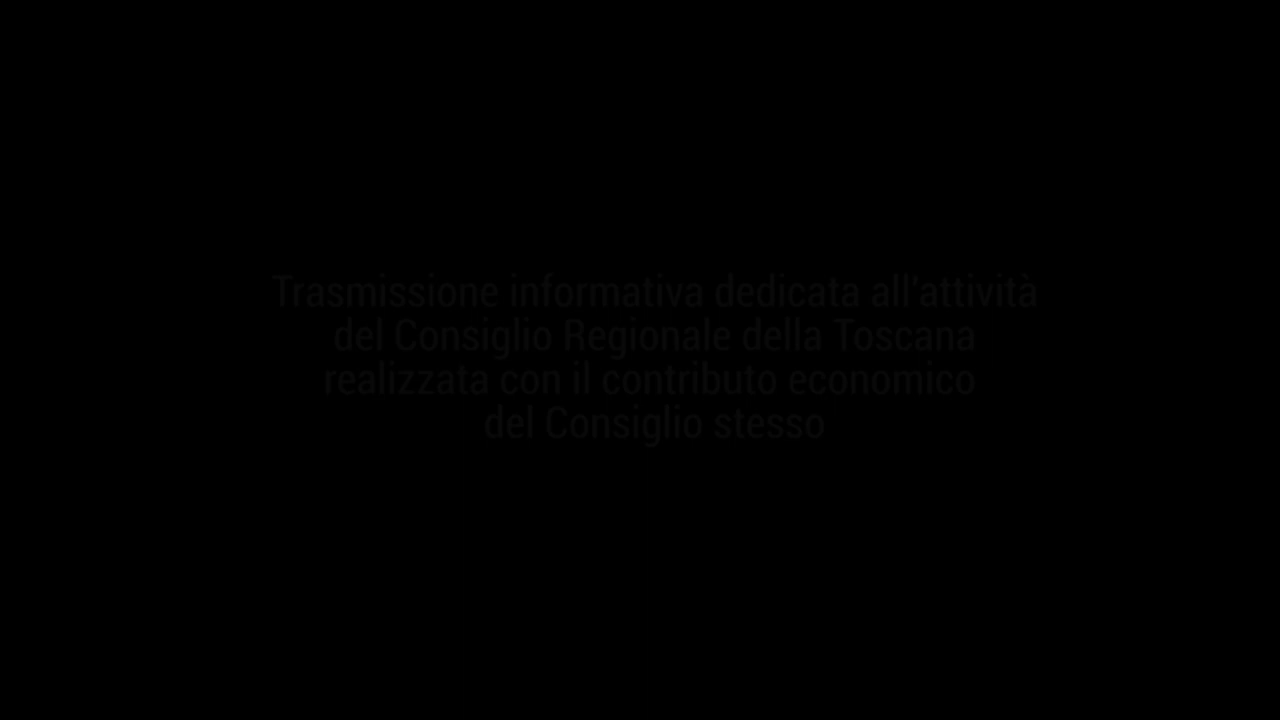 Trasmissione informativa dedicata all'attività
del Consiglio Regionale della Toscana
realizzata con il contributo economico
del Consiglio stesso